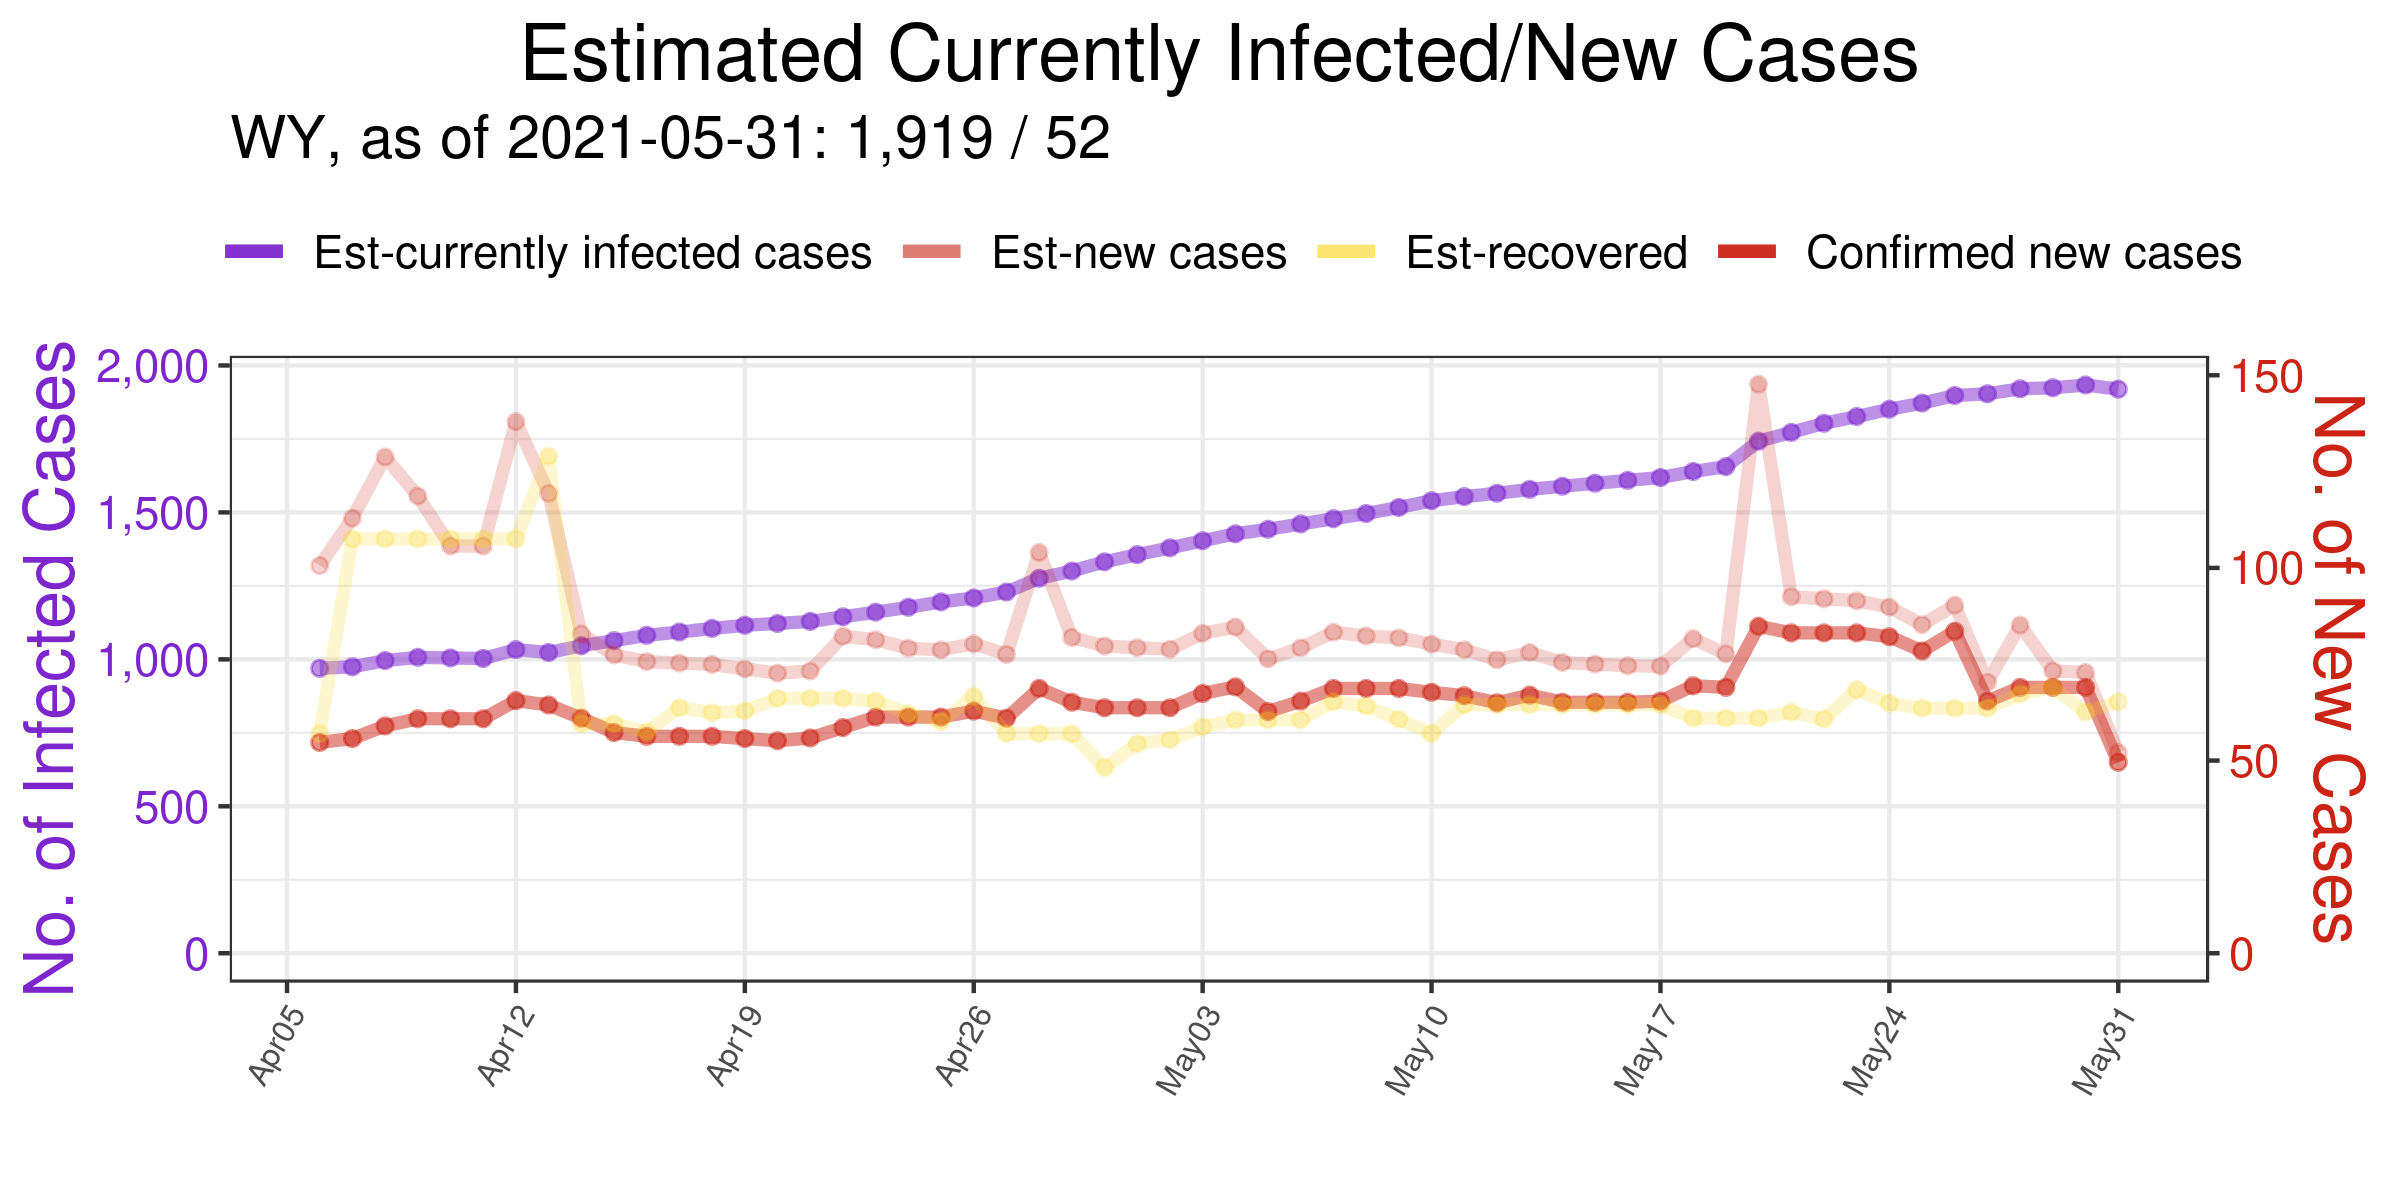 Estimated Currently Infected/New Cases
WY, as of 2021-05-31: 1,919 / 52
Est-currently infected cases Est-new cases Est-recovered Confirmed new cases
No. of Infected Cases
2,000
1,500
1,000
500
0
150
100
50
0
No. of New Cases
Apr05 Apr12 Apr19 Apr26 May03 May10 May17 May24 May31